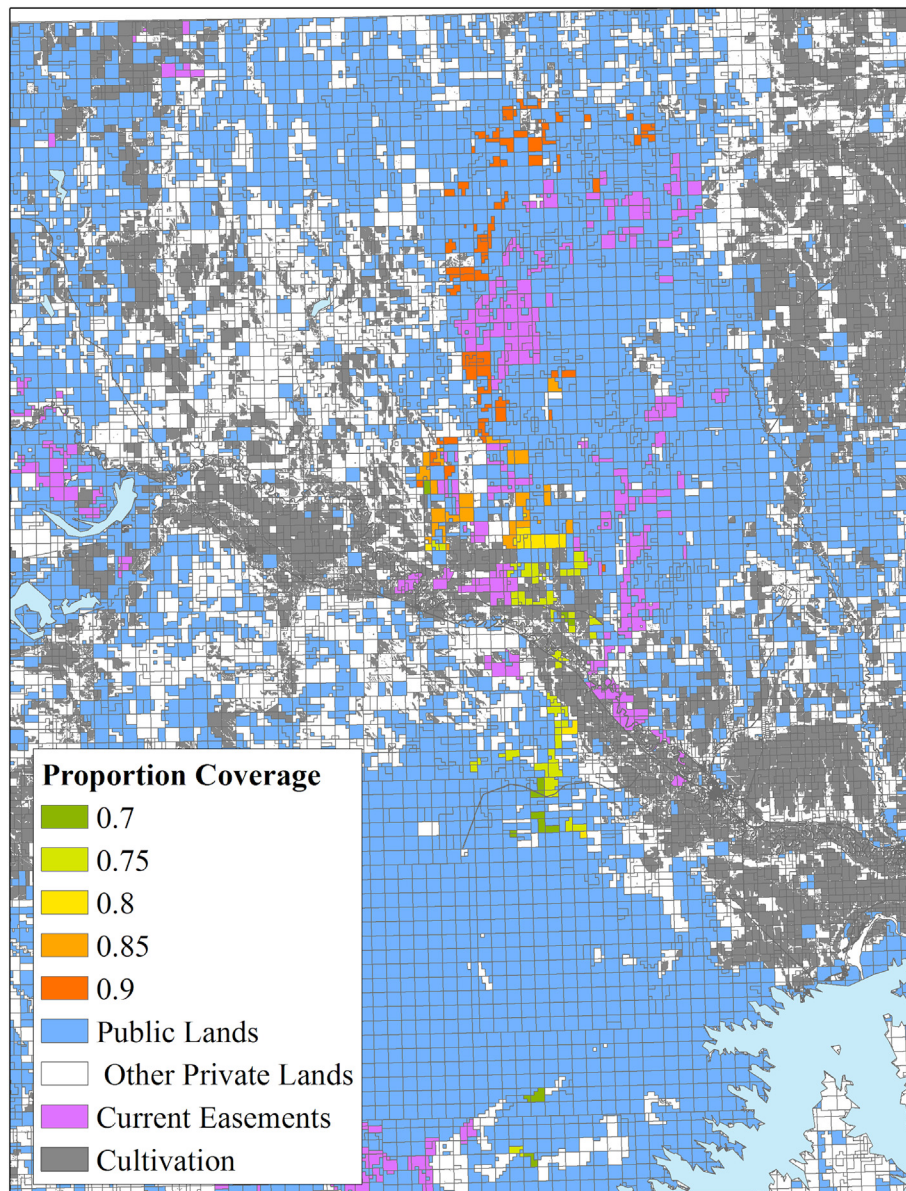 Proportion Coverage
0.7
0.75
0.8
0.85
0.9
Public Lands
Other Private Lands
Current Easements
Cultivation